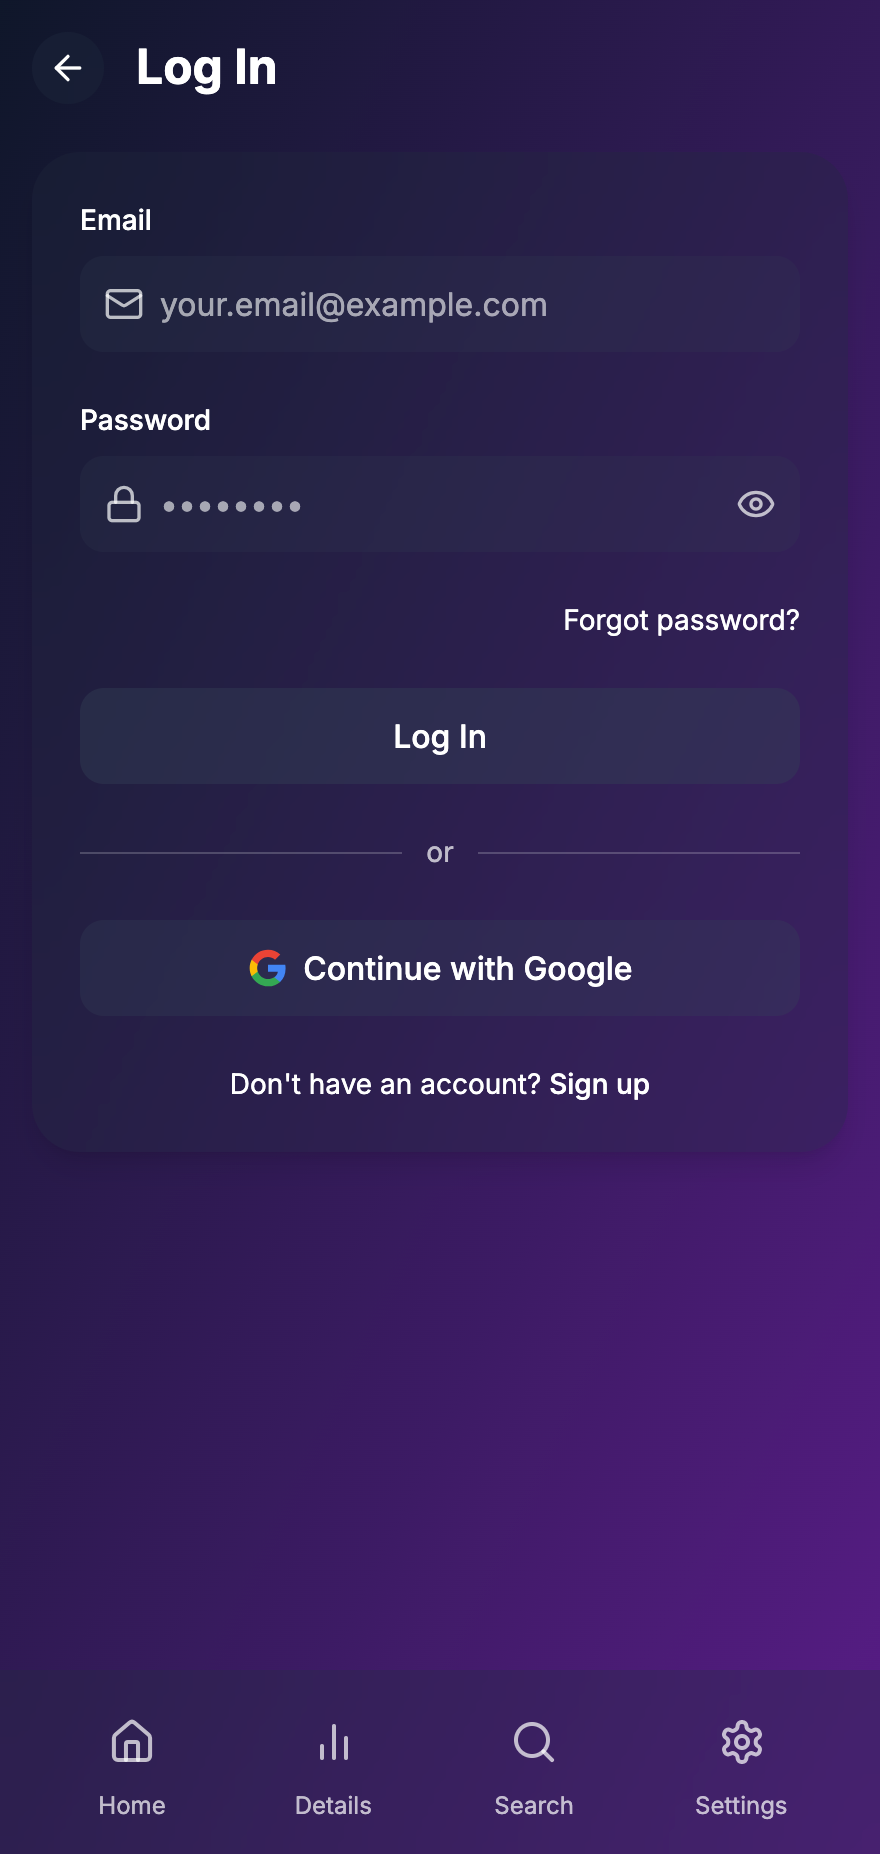 Log In
Email
your.email@example.com
Password
••••••••
Forgot password?
Log In
or
Continue with Google
Don't have an account? Sign up
Home Details Search Settings